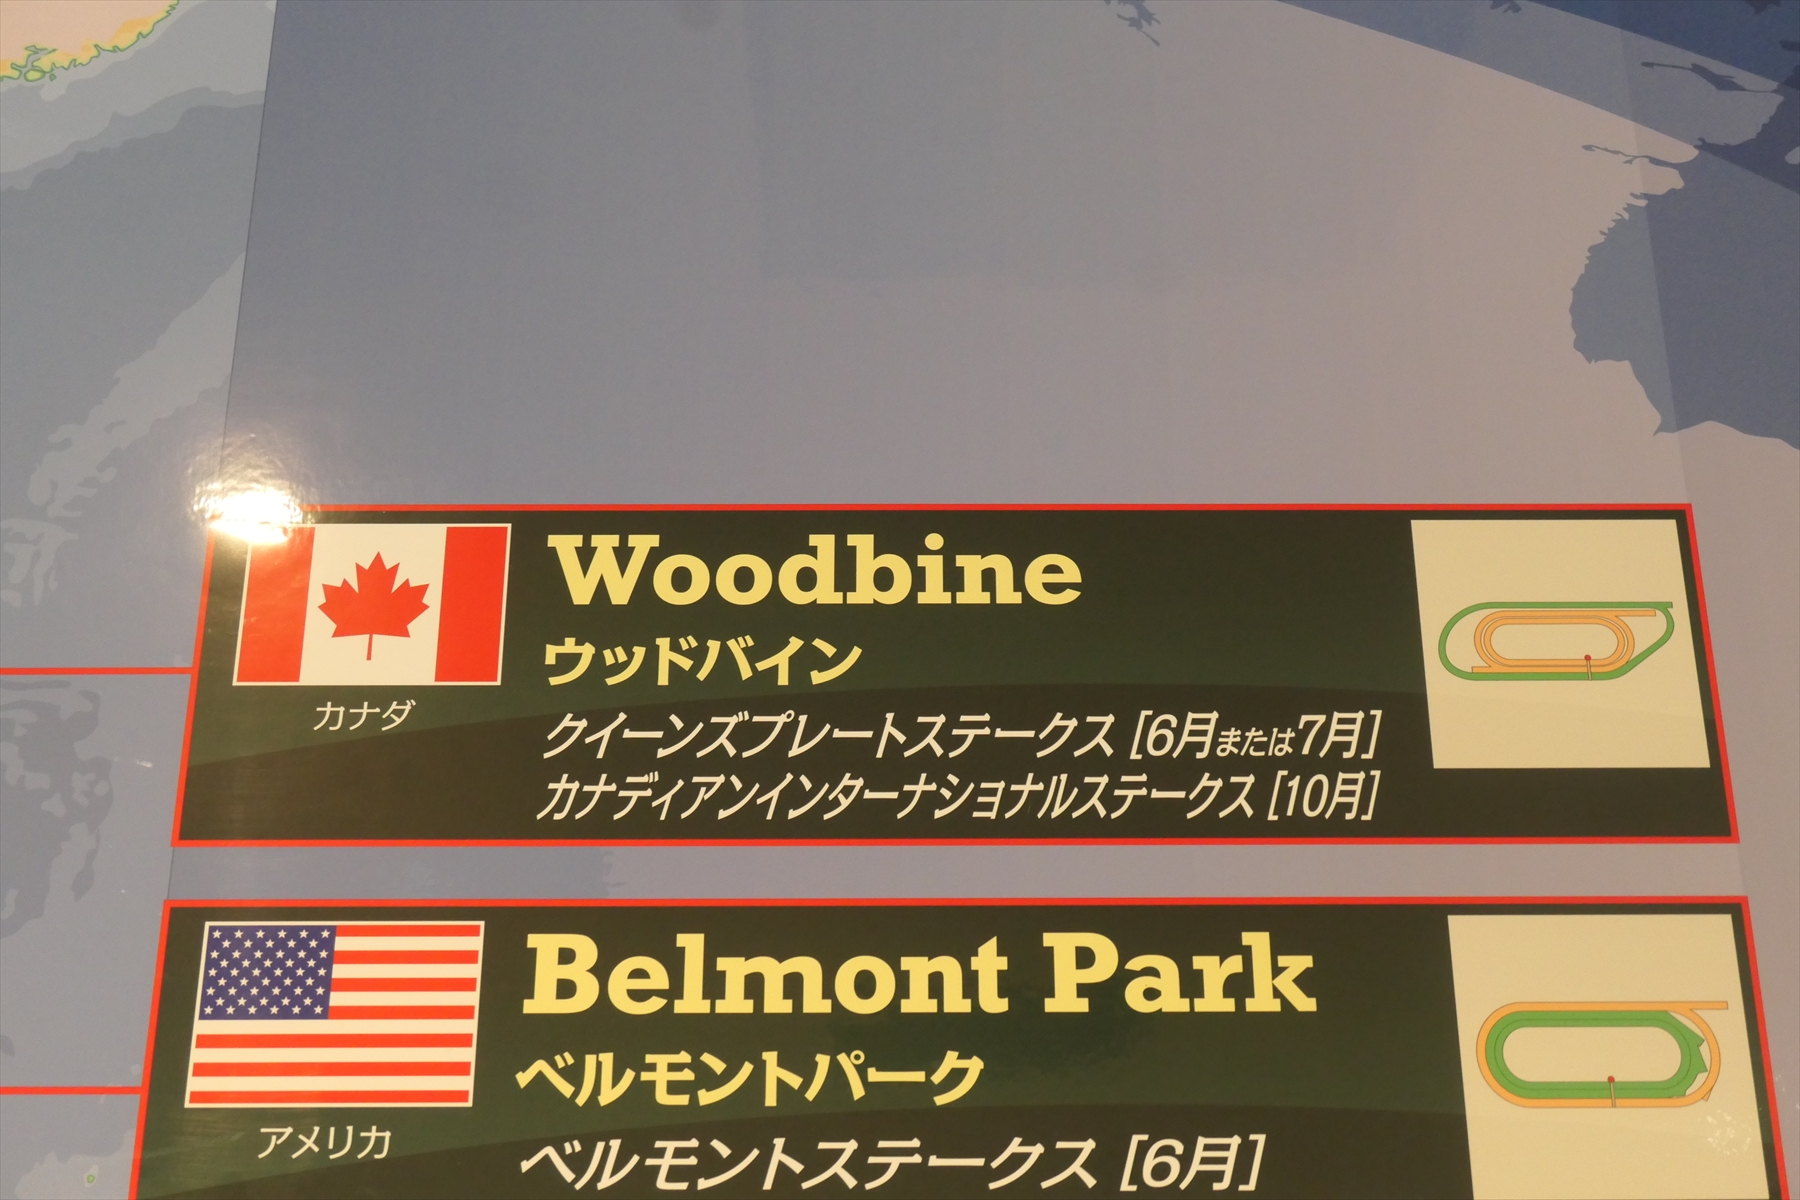 Woodbine
ウッドバイン
カナダ
クイーンズプレートステークス [6月または7月]
カナディアンインターナショナルステークス [10月]
Belmont Park
ベルモントパーク
アメリカ
ベルモントステークス [6月]